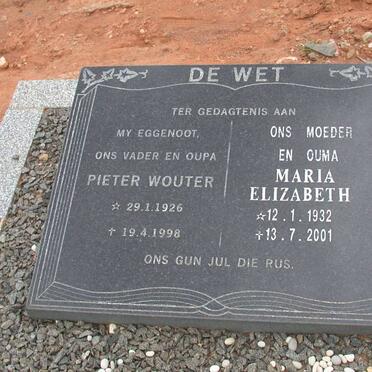 DE WET
TER GEDAGTENIS AAN
MY EGGENOOT,
ONS VADER EN OUPA
PIETER WOUTER
☆ 29.1.1926
† 19.4.1998
ONS MOEDER
EN OUMA
MARIA
ELIZABETH
☆12.1.1932
†13.7.2001
ONS GUN JUL DIE RUS.